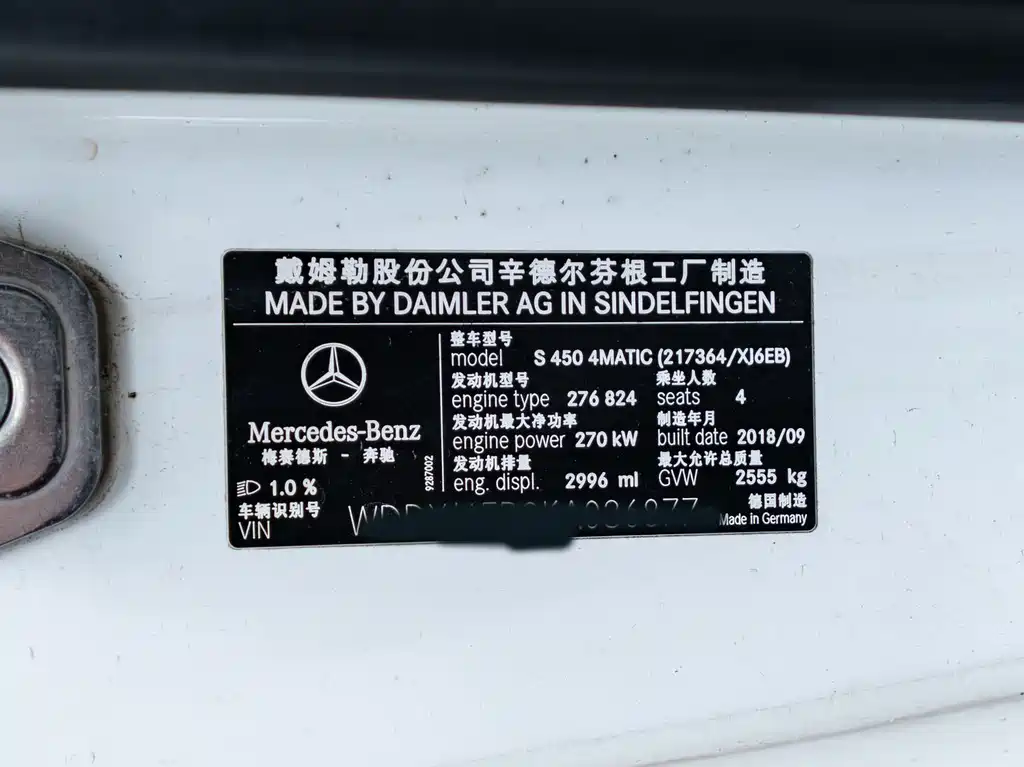 戴姆勒股份公司辛德尔芬根工厂制造
MADE BY DAIMLER AG IN SINDELFINGEN
整车型号
model S 450 4MATIC (217364/XJ6EB)
发动机型号 乘坐人数
engine type 276 824 seats 4
发动机最大净功率 制造年月
engine power 270 kW built date 2018/09
发动机排量 最大允许总质量
eng. displ. 2996 ml GVW 2555 kg
Mercedes-Benz
梅赛德斯 - 奔驰
9287002
1.0 %
车辆识别号
VIN
德国制造
Made in Germany